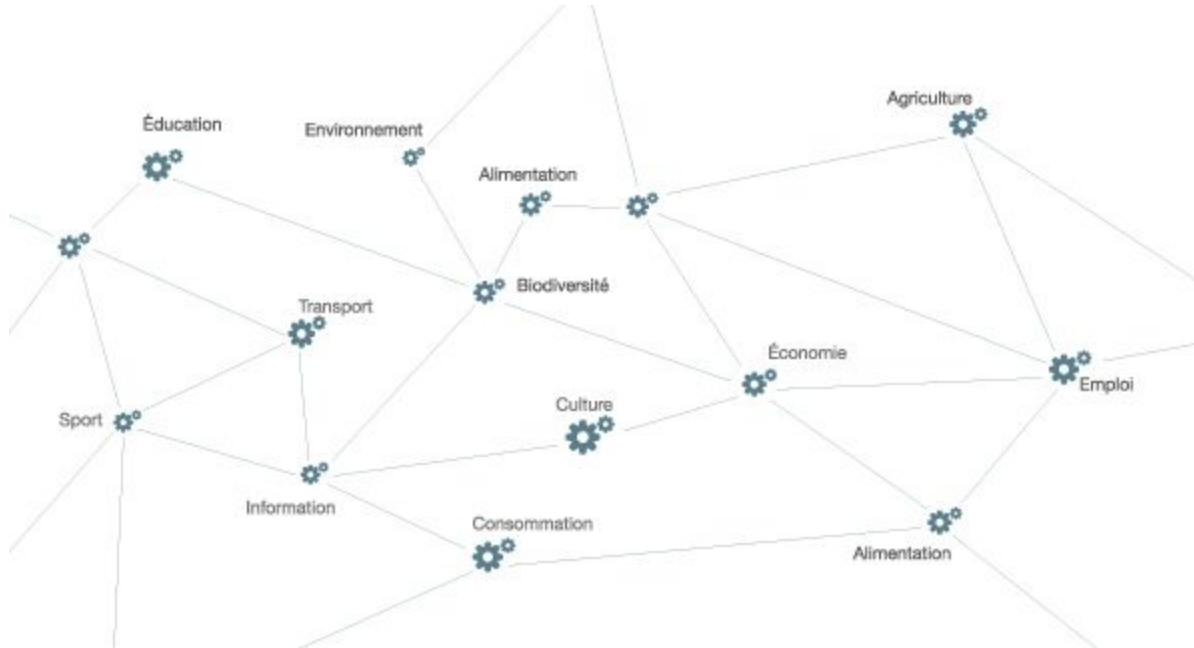 Agriculture
Éducation
Environnement
Alimentation
Biodiversité
Transport
Économie
Emploi
Culture
Sport
Information
Consommation
Alimentation